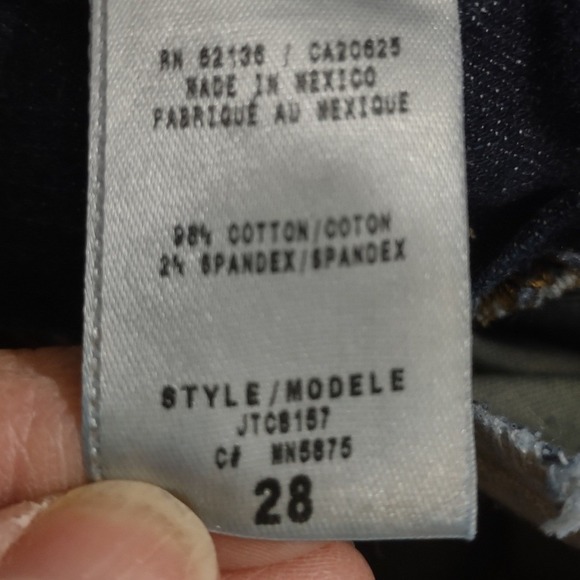 RN 62136 / CA20625
MADE IN MEXICO
FABRIQUÉ AU MEXIQUE
98% COTTON/COTON
2% SPANDEX/SPANDEX
STYLE/MODELE
JTC8157
C# MN5875
28